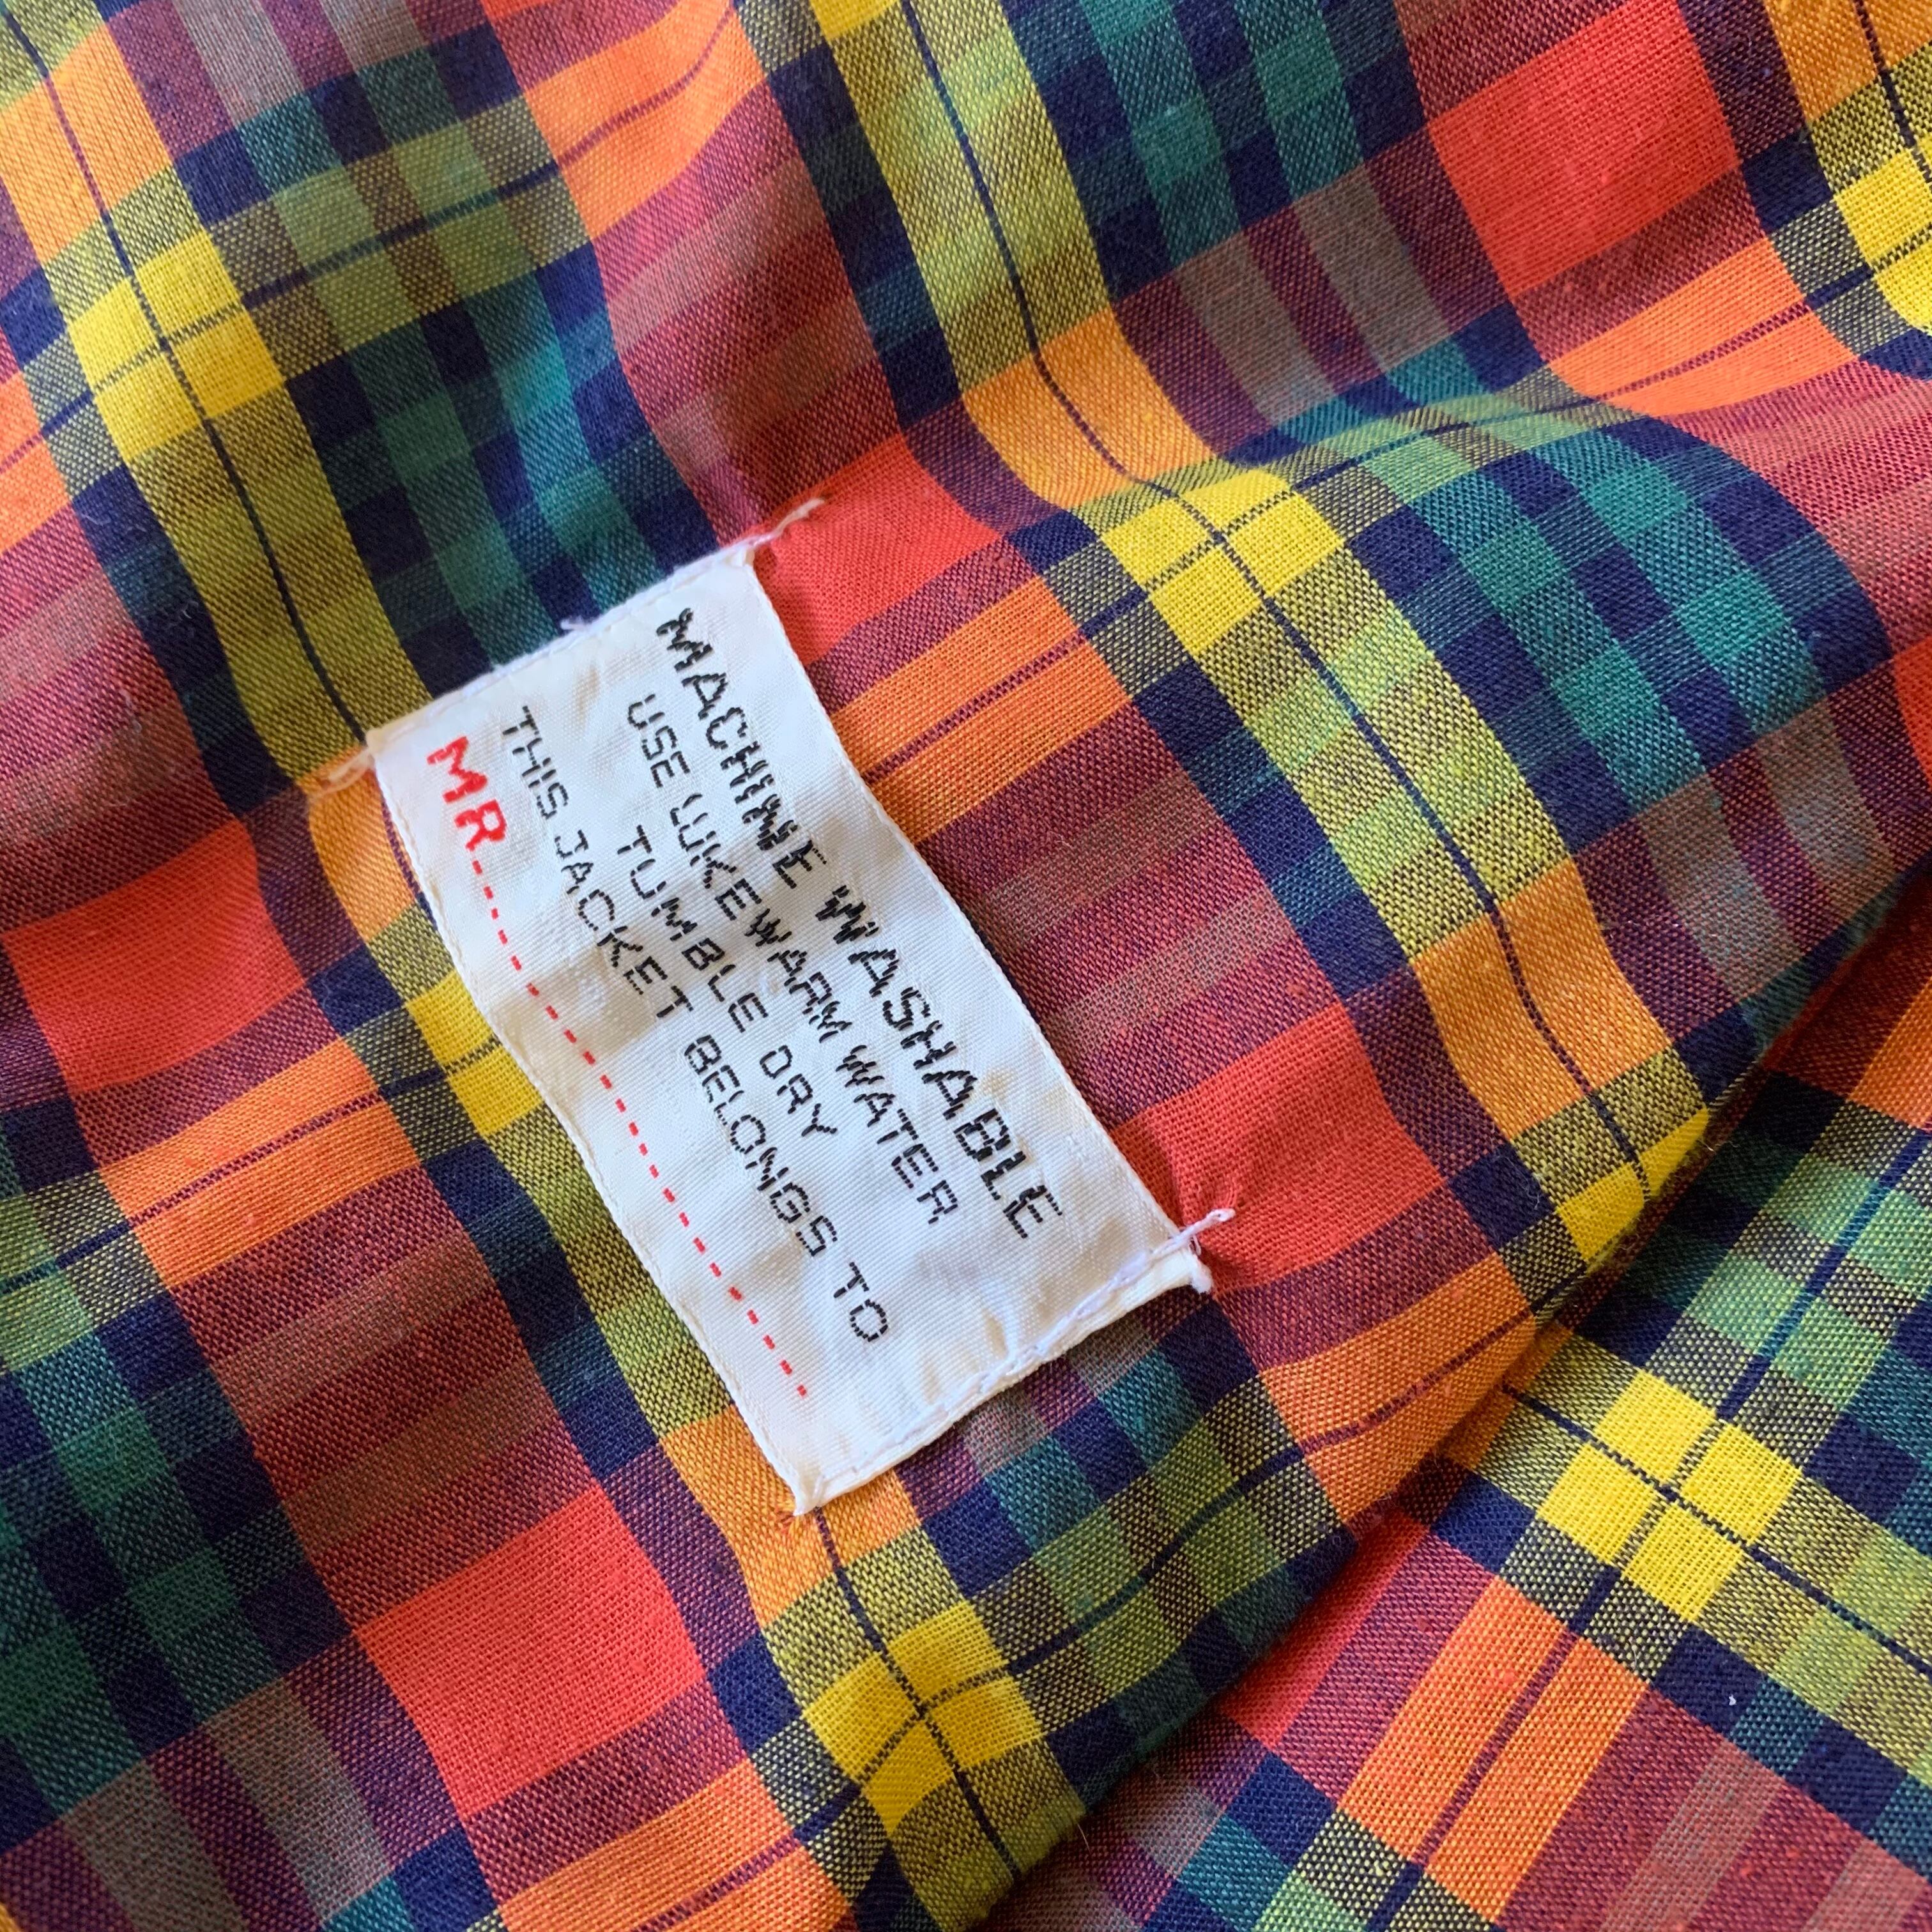 MACHINE WASHABLE
USE LUKEWARM WATER
TUMBLE DRY
THIS JACKET BELONGS TO
MR.